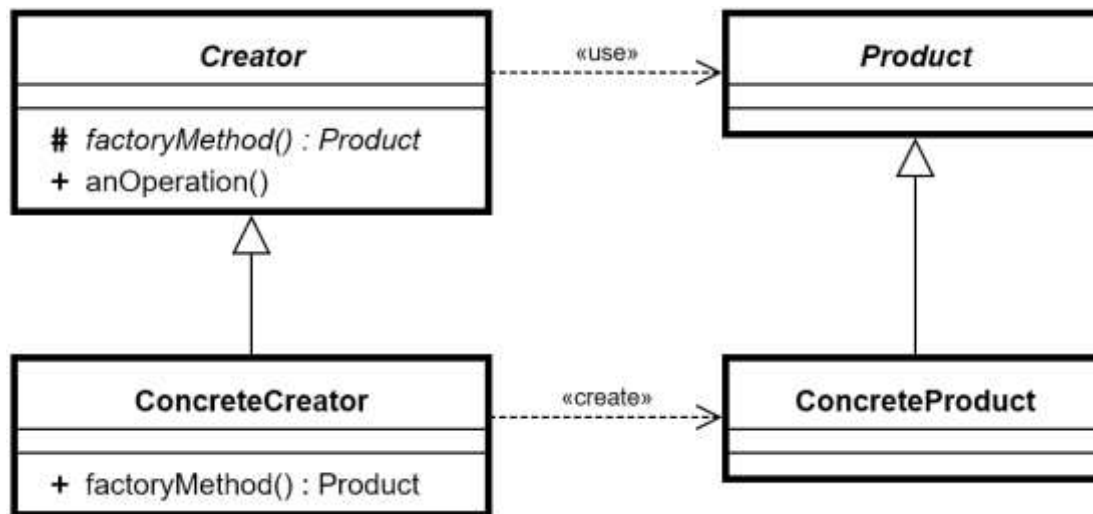 Creator
«use»
Product
# factoryMethod() : Product
+ anOperation()
ConcreteCreator
«create»
ConcreteProduct
+ factoryMethod() : Product